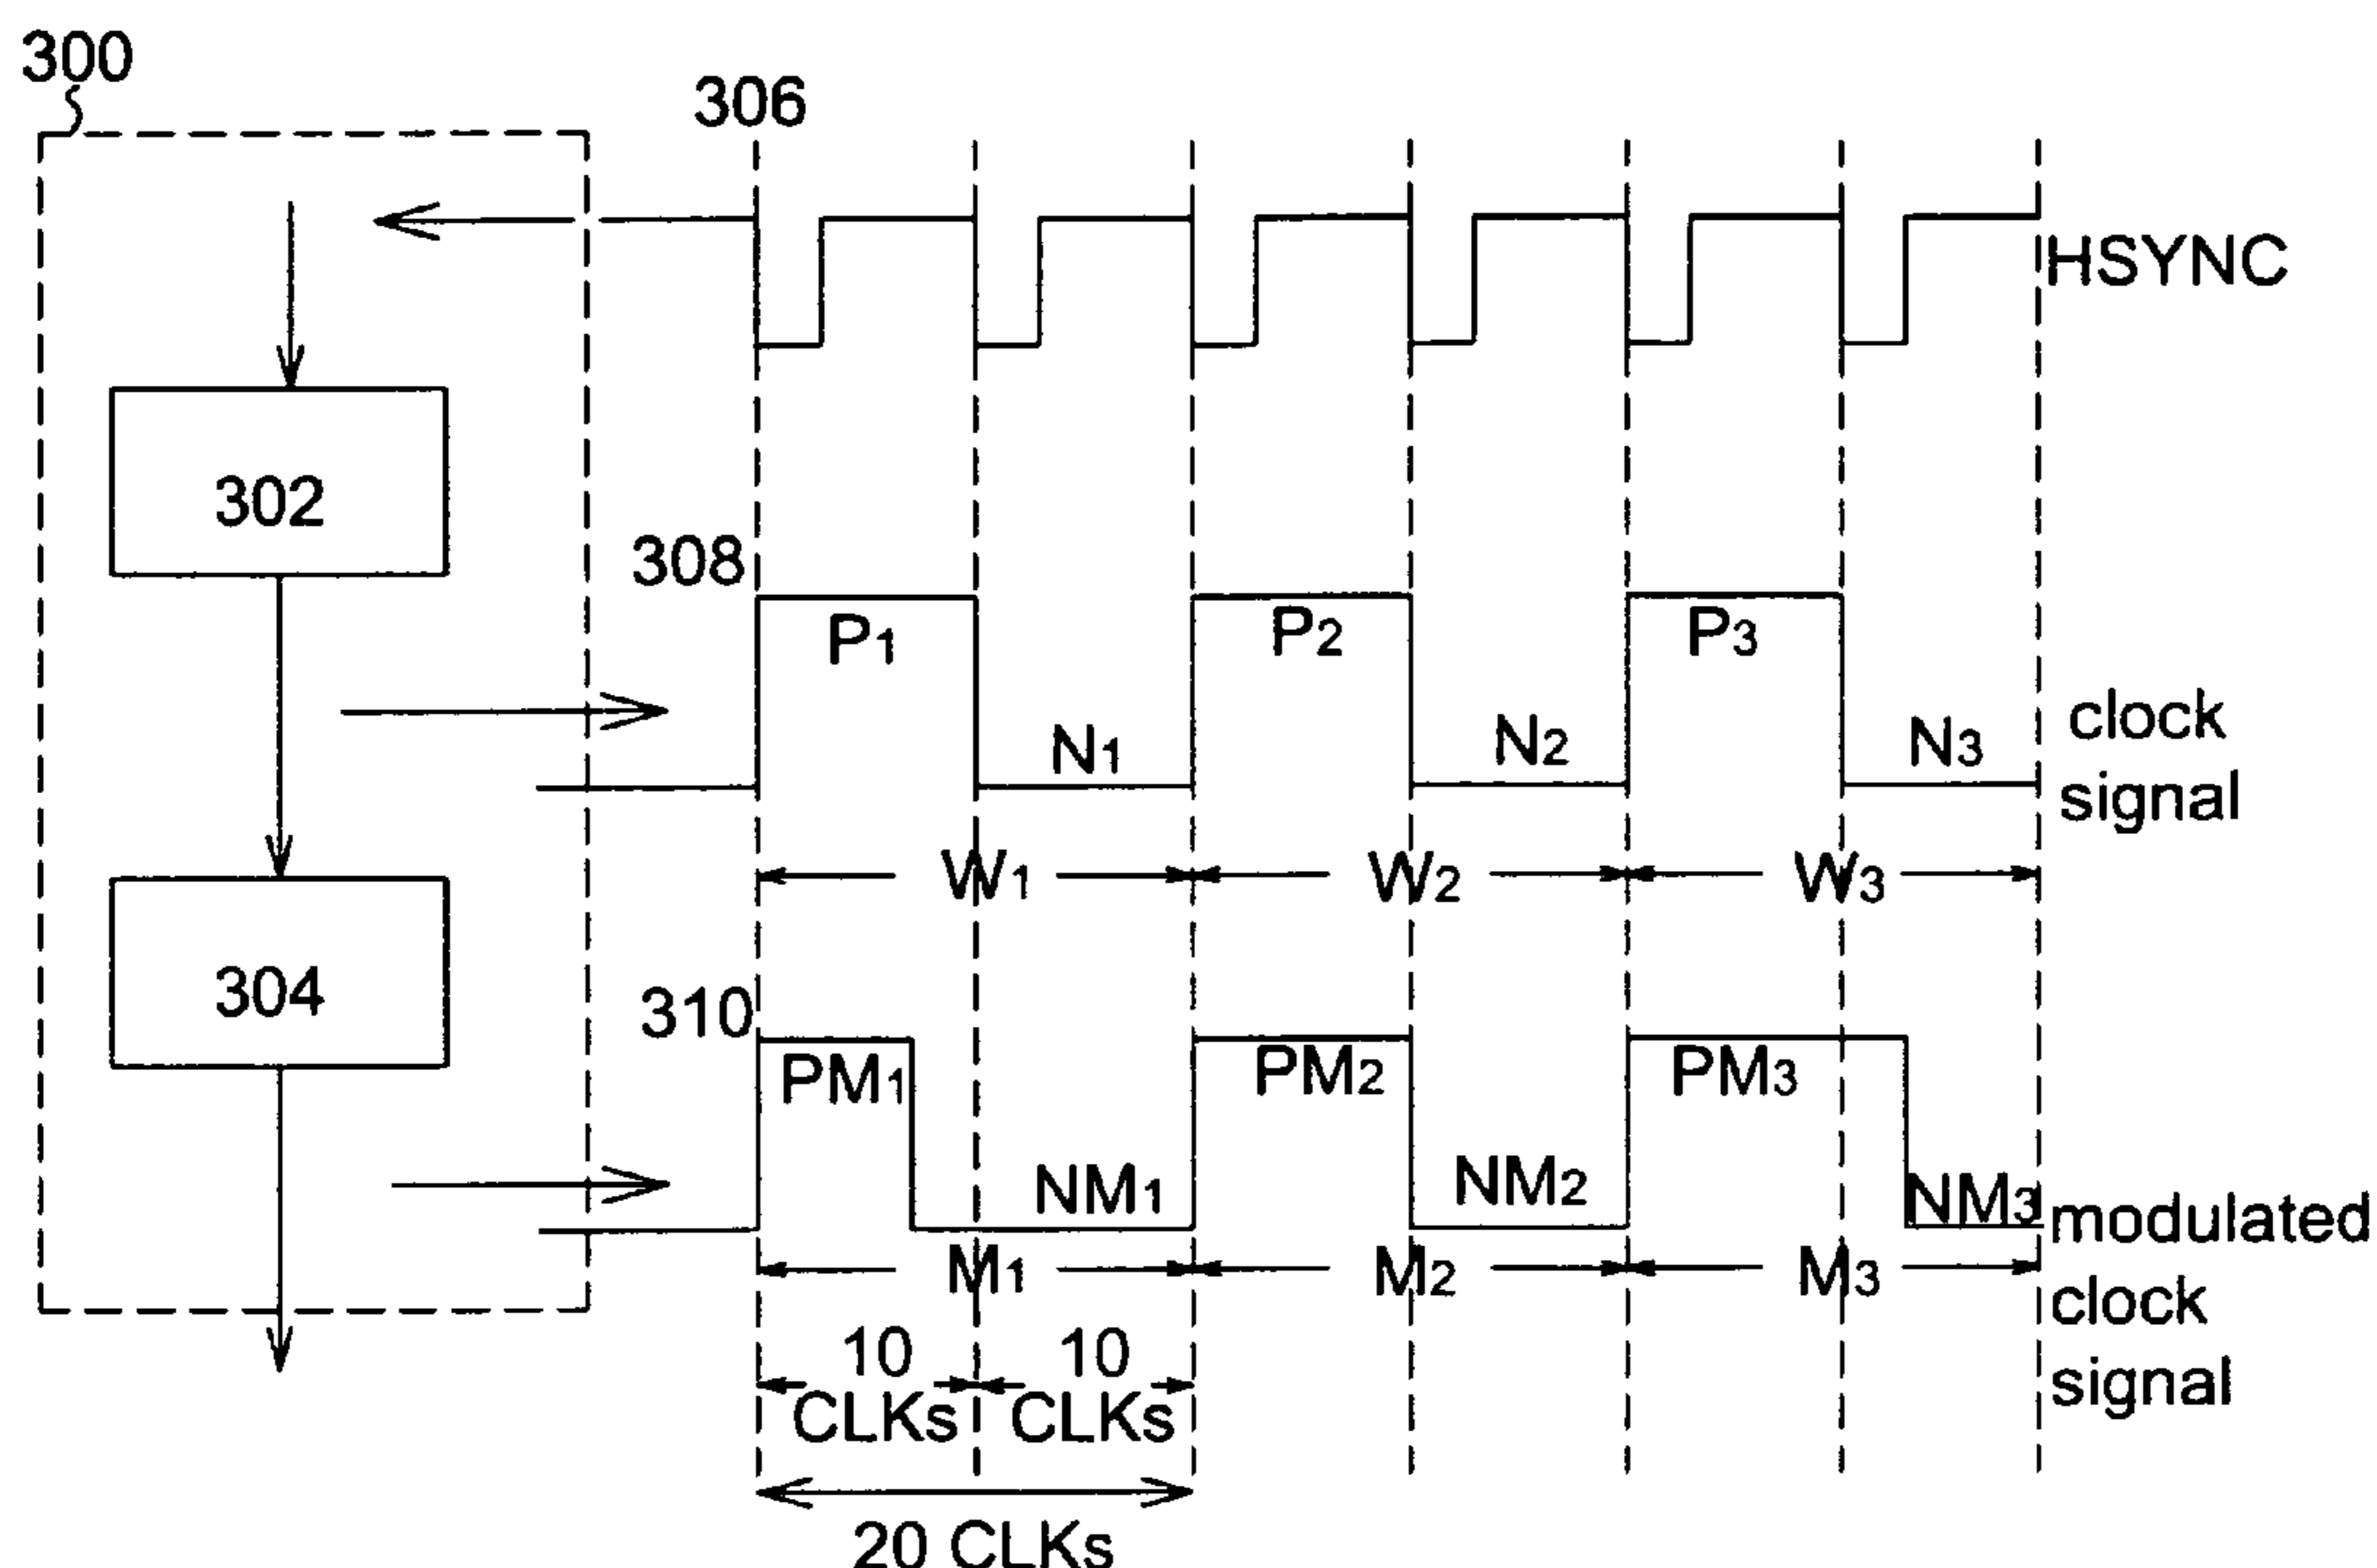 300
306
HSYNC
302
308
P1
P2
P3
N1
N2
N3
clock
signal
W1
W2
W3
304
310
PM1
PM2
PM3
NM1
NM2
NM3
modulated
clock
signal
M1
M2
M3
10
CLKs
10
CLKs
20 CLKs